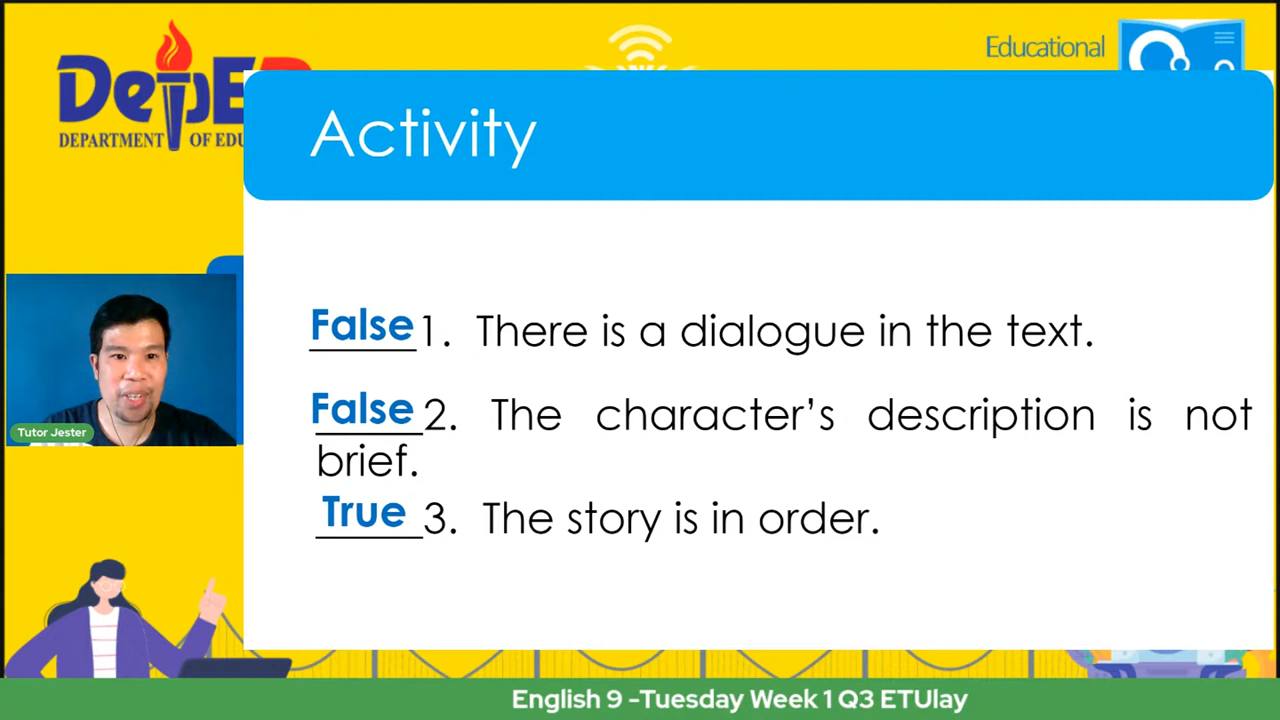 Educational
DepED
DEPARTMENT OF EDU
Activity
False 1. There is a dialogue in the text.
False 2. The character's description is not
brief.
True 3. The story is in order.
Tutor Jester
English 9 -Tuesday Week 1 Q3 ETUlay